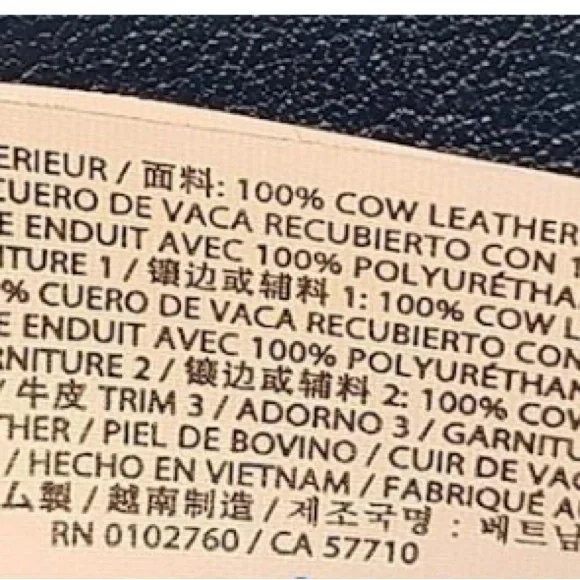 ERIEUR / 面料: 100% COW LEATHER
CUERO DE VACA RECUBIERTO CON 1
E ENDUIT AVEC 100% POLYURÉTHA
ITURE 1 / 镶边或辅料 1: 100% COW L
% CUERO DE VACA RECUBIERTO CON
E ENDUIT AVEC 100% POLYURÉTHAN
RNITURE 2 / 镶边或辅料 2: 100% COW
/ 牛皮 TRIM 3 / ADORNO 3 / GARNITU
THER / PIEL DE BOVINO / CUIR DE VAC
/ HECHO EN VIETNAM / FABRIQUÉ AU
ム製 / 越南制造 / 제조국명 : 베트남
RN 0102760 / CA 57710